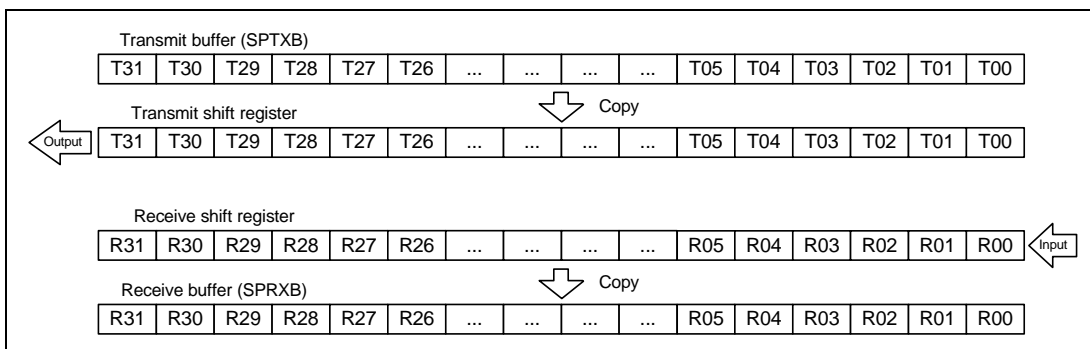 Transmit buffer (SPTXB)
T31 T30 T29 T28 T27 T26 ... ... ... ... T05 T04 T03 T02 T01 T00
Copy
Transmit shift register
Output T31 T30 T29 T28 T27 T26 ... ... ... ... T05 T04 T03 T02 T01 T00
Receive shift register
R31 R30 R29 R28 R27 R26 ... ... ... ... R05 R04 R03 R02 R01 R00 Input
Copy
Receive buffer (SPRXB)
R31 R30 R29 R28 R27 R26 ... ... ... ... R05 R04 R03 R02 R01 R00